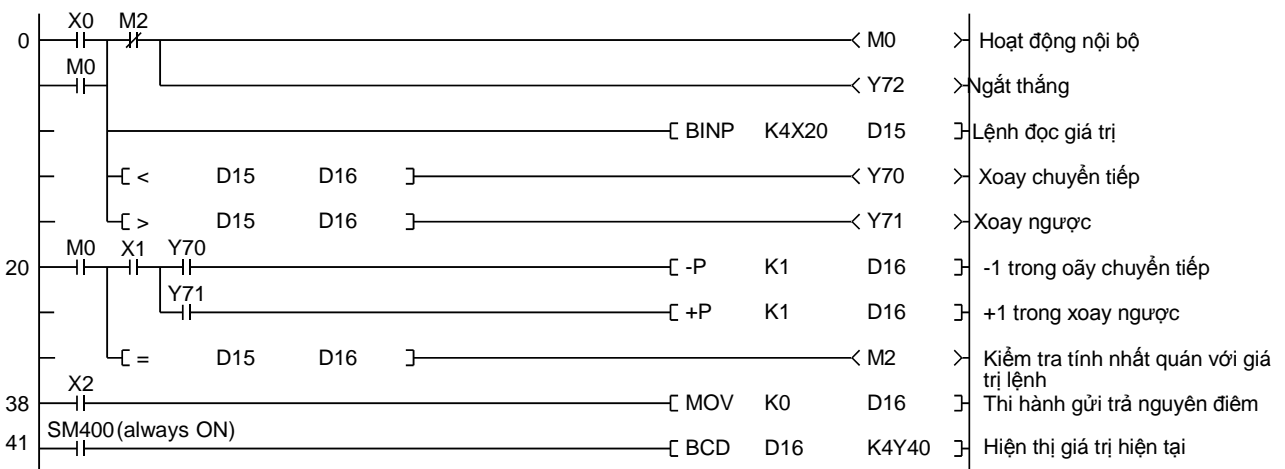 X0 M2
0 M0 Hoạt động nội bộ
M0
Y72 Ngắt thắng
BINP K4X20 D15 Lệnh đọc giá trị
< D15 D16 Y70 Xoay chuyển tiếp
> D15 D16 Y71 Xoay ngược
M0 X1 Y70
20 -P K1 D16 -1 trong oãy chuyển tiếp
Y71
+P K1 D16 +1 trong xoay ngược
= D15 D16 M2 Kiểm tra tính nhất quán với giá
trị lệnh
X2
38 MOV K0 D16 Thi hành gửi trả nguyên điêm
SM400 (always ON)
41 BCD D16 K4Y40 Hiện thị giá trị hiện tại